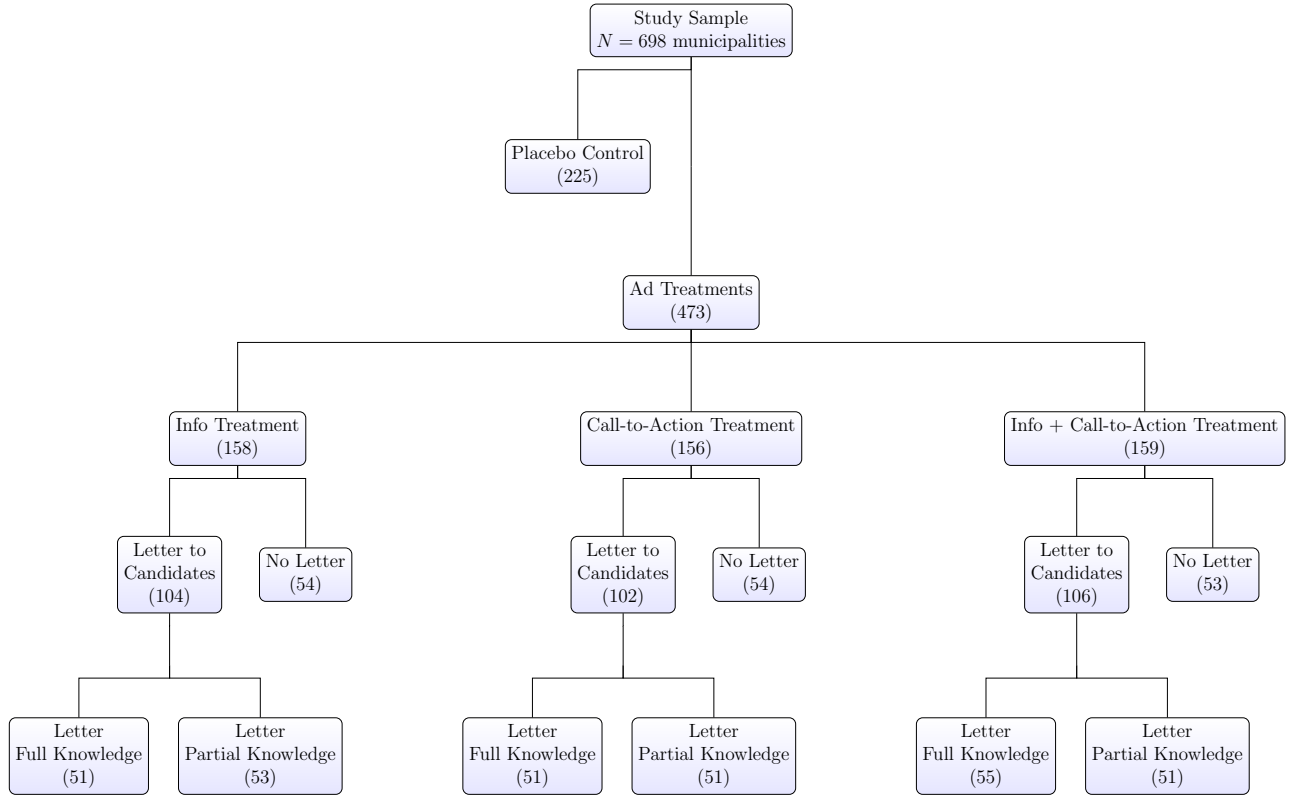 Study Sample
N = 698 municipalities
Placebo Control
(225)
Ad Treatments
(473)
Info Treatment
(158)
Call-to-Action Treatment
(156)
Info + Call-to-Action Treatment
(159)
Letter to
Candidates
(104)
No Letter
(54)
Letter to
Candidates
(102)
No Letter
(54)
Letter to
Candidates
(106)
No Letter
(53)
Letter
Full Knowledge
(51)
Letter
Partial Knowledge
(53)
Letter
Full Knowledge
(51)
Letter
Partial Knowledge
(51)
Letter
Full Knowledge
(55)
Letter
Partial Knowledge
(51)